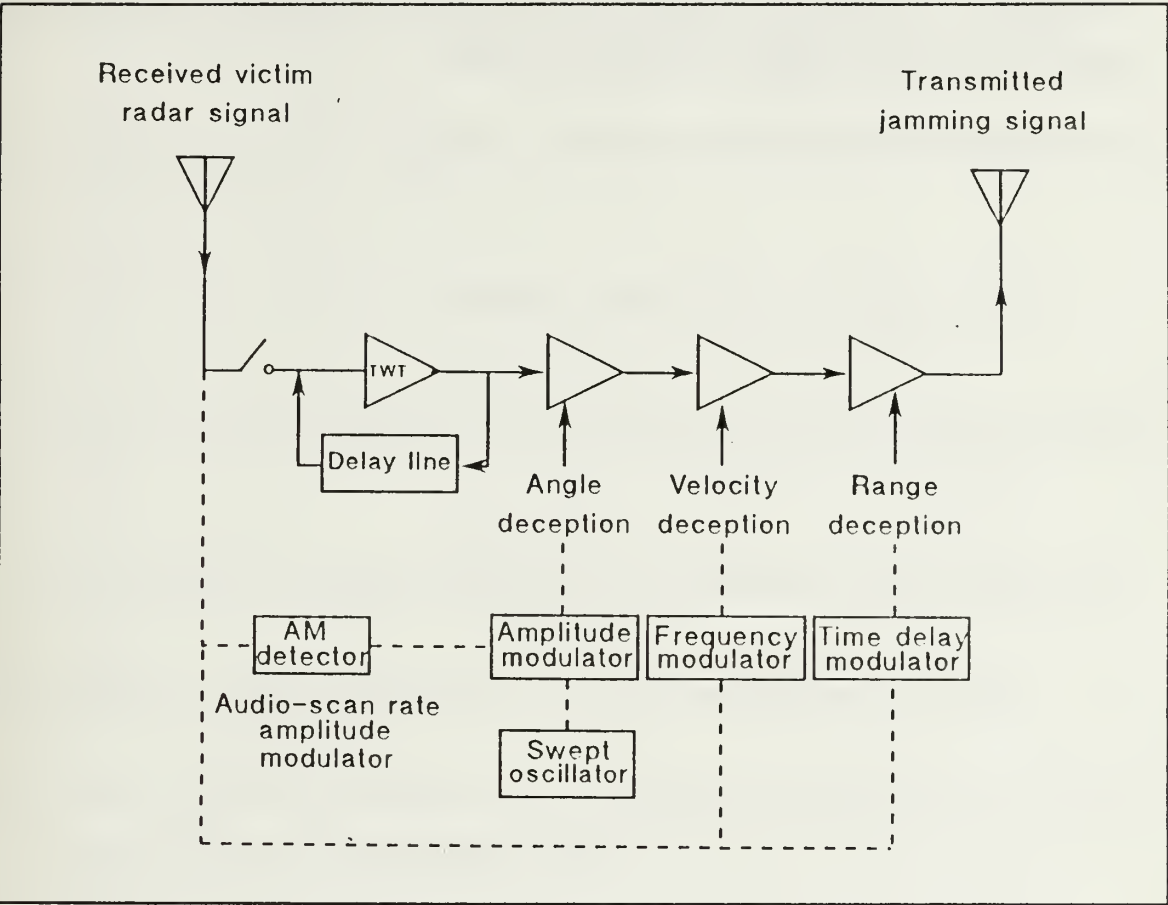 Received victim
radar signal
Transmitted
jamming signal
TWT
Delay line
Angle
deception
Velocity
deception
Range
deception
AM
detector
Amplitude
modulator
Frequency
modulator
Time delay
modulator
Audio-scan rate
amplitude
modulator
Swept
oscillator